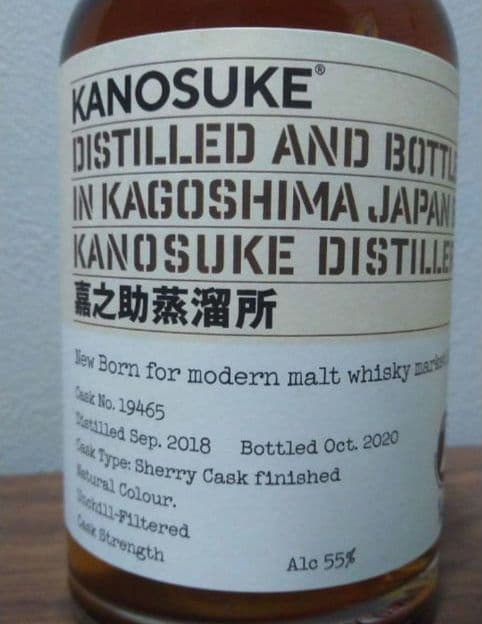 KANOSUKE®
DISTILLED AND BOTTL
IN KAGOSHIMA JAPAN
KANOSUKE DISTILLE
嘉之助蒸溜所
New Born for modern malt whisky
Cask No. 19465
Distilled Sep. 2018 Bottled Oct. 2020
Cask Type: Sherry Cask finished
Natural Colour.
Unchill-Filtered
Cask Strength
Alc 55%